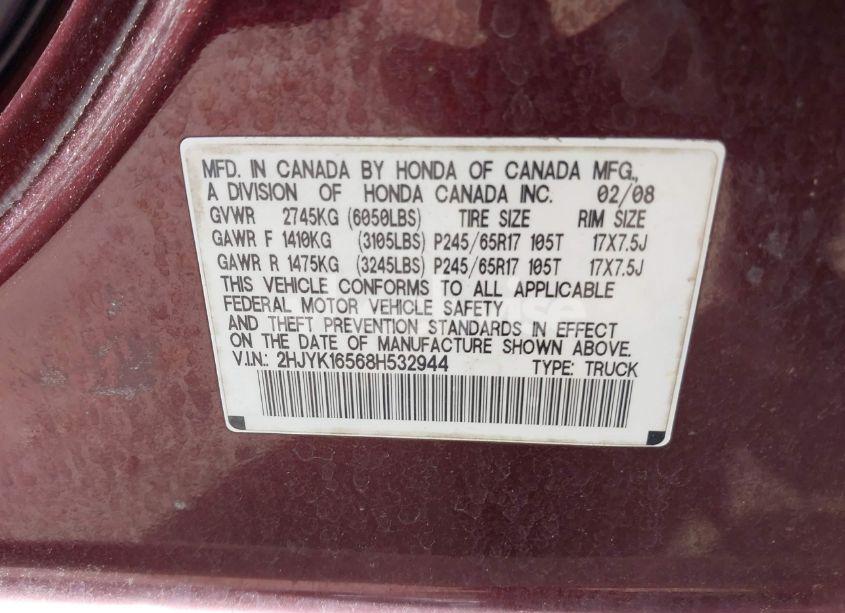 MFD. IN CANADA BY HONDA OF CANADA MFG.,
A DIVISION OF HONDA CANADA INC. 02/08
GVWR 2745KG (6050LBS) TIRE SIZE RIM SIZE
GAWR F 1410KG (3105LBS) P245/65R17 105T 17X7.5J
GAWR R 1475KG (3245LBS) P245/65R17 105T 17X7.5J
THIS VEHICLE CONFORMS TO ALL APPLICABLE
FEDERAL MOTOR VEHICLE SAFETY
AND THEFT PREVENTION STANDARDS IN EFFECT
ON THE DATE OF MANUFACTURE SHOWN ABOVE.
V.I.N.: 2HJYK16568H532944 TYPE: TRUCK